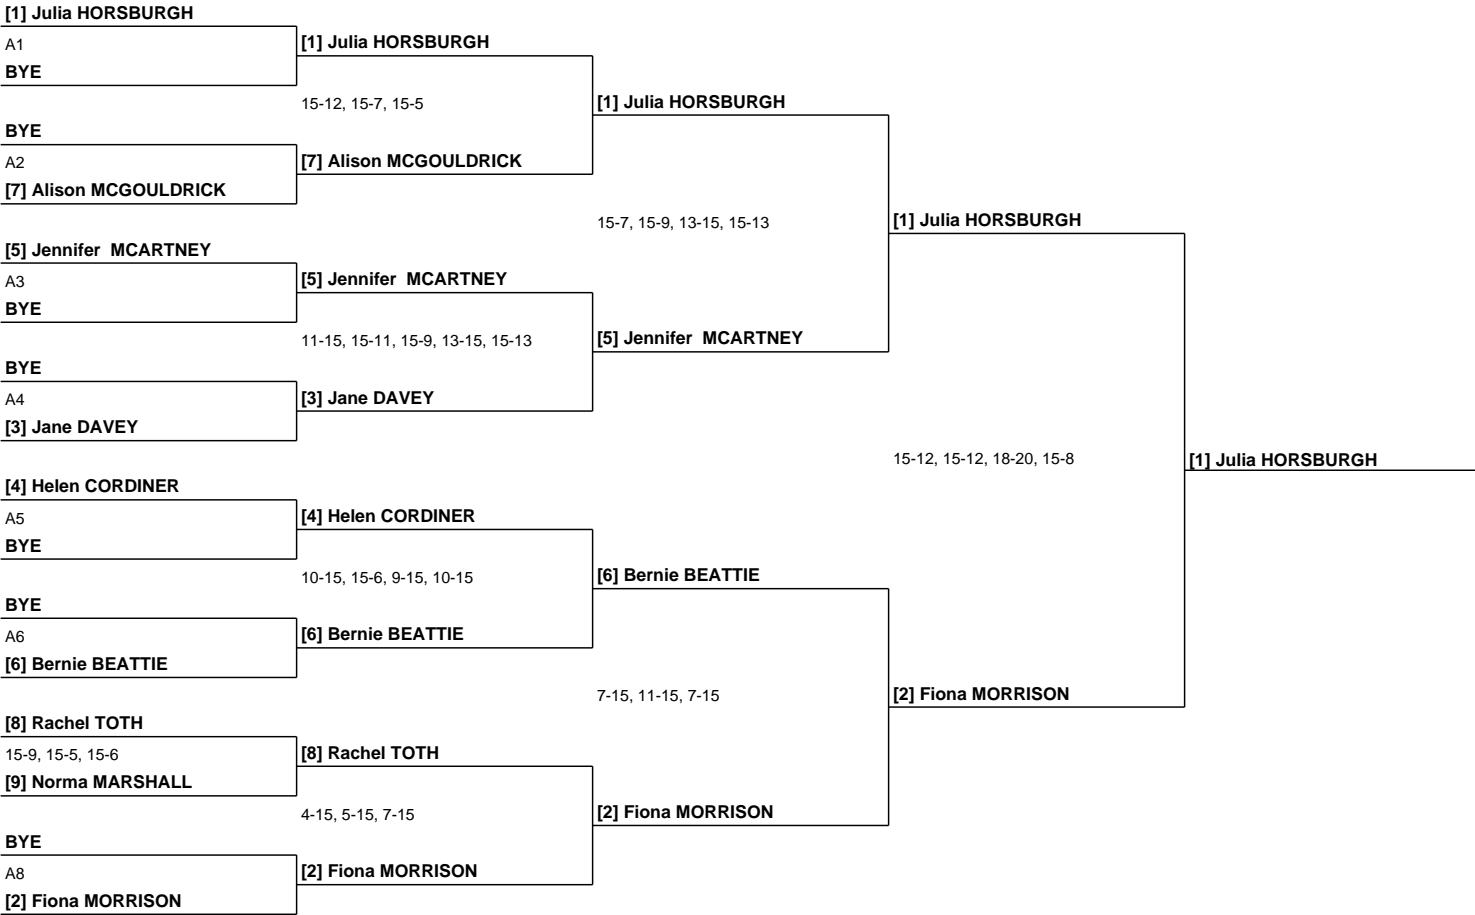 [1] Julia HORSBURGH
A1
BYE
BYE
A2
[7] Alison MCGOULDRICK
[5] Jennifer  MCARTNEY
A3
BYE
BYE
A4
[3] Jane DAVEY
[4] Helen CORDINER
A5
BYE
BYE
A6
[6] Bernie BEATTIE
[8] Rachel TOTH
15-9, 15-5, 15-6
[9] Norma MARSHALL
BYE
A8
[2] Fiona MORRISON
[1] Julia HORSBURGH
15-12, 15-7, 15-5
[7] Alison MCGOULDRICK
[5] Jennifer  MCARTNEY
11-15, 15-11, 15-9, 13-15, 15-13
[3] Jane DAVEY
[4] Helen CORDINER
10-15, 15-6, 9-15, 10-15
[6] Bernie BEATTIE
[8] Rachel TOTH
4-15, 5-15, 7-15
[2] Fiona MORRISON
[1] Julia HORSBURGH
15-7, 15-9, 13-15, 15-13
[5] Jennifer  MCARTNEY
[6] Bernie BEATTIE
7-15, 11-15, 7-15
[2] Fiona MORRISON
[1] Julia HORSBURGH
15-12, 15-12, 18-20, 15-8
[2] Fiona MORRISON
[1] Julia HORSBURGH